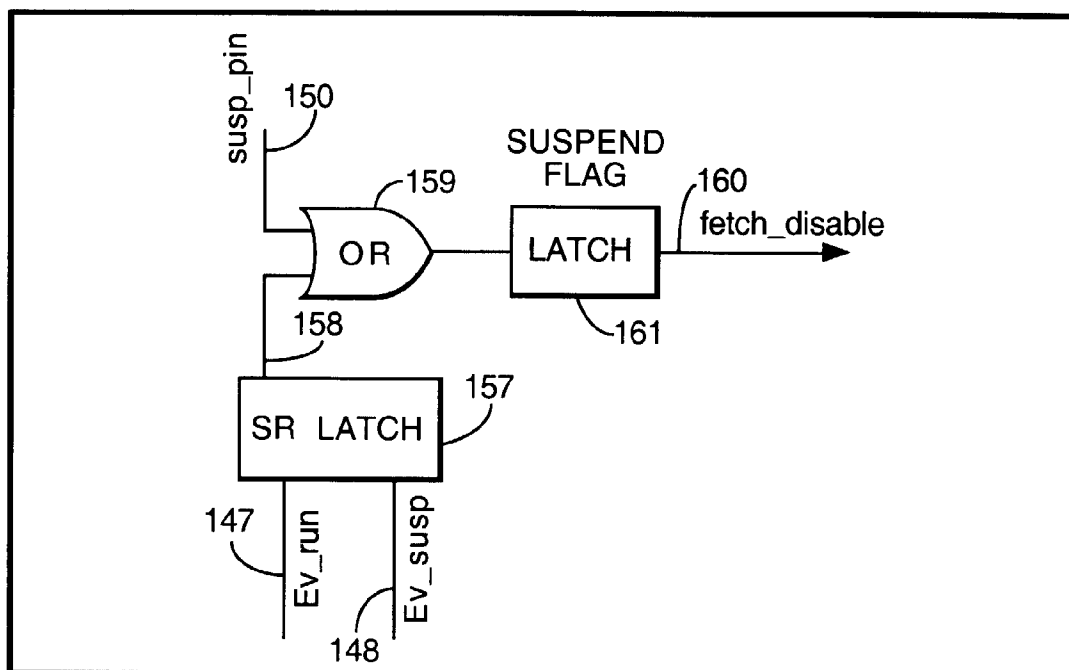 susp_pin
150
159
OR
SUSPEND
FLAG
LATCH
161
160
fetch_disable
158
SR LATCH
157
147
Ev_run
Ev_susp
148